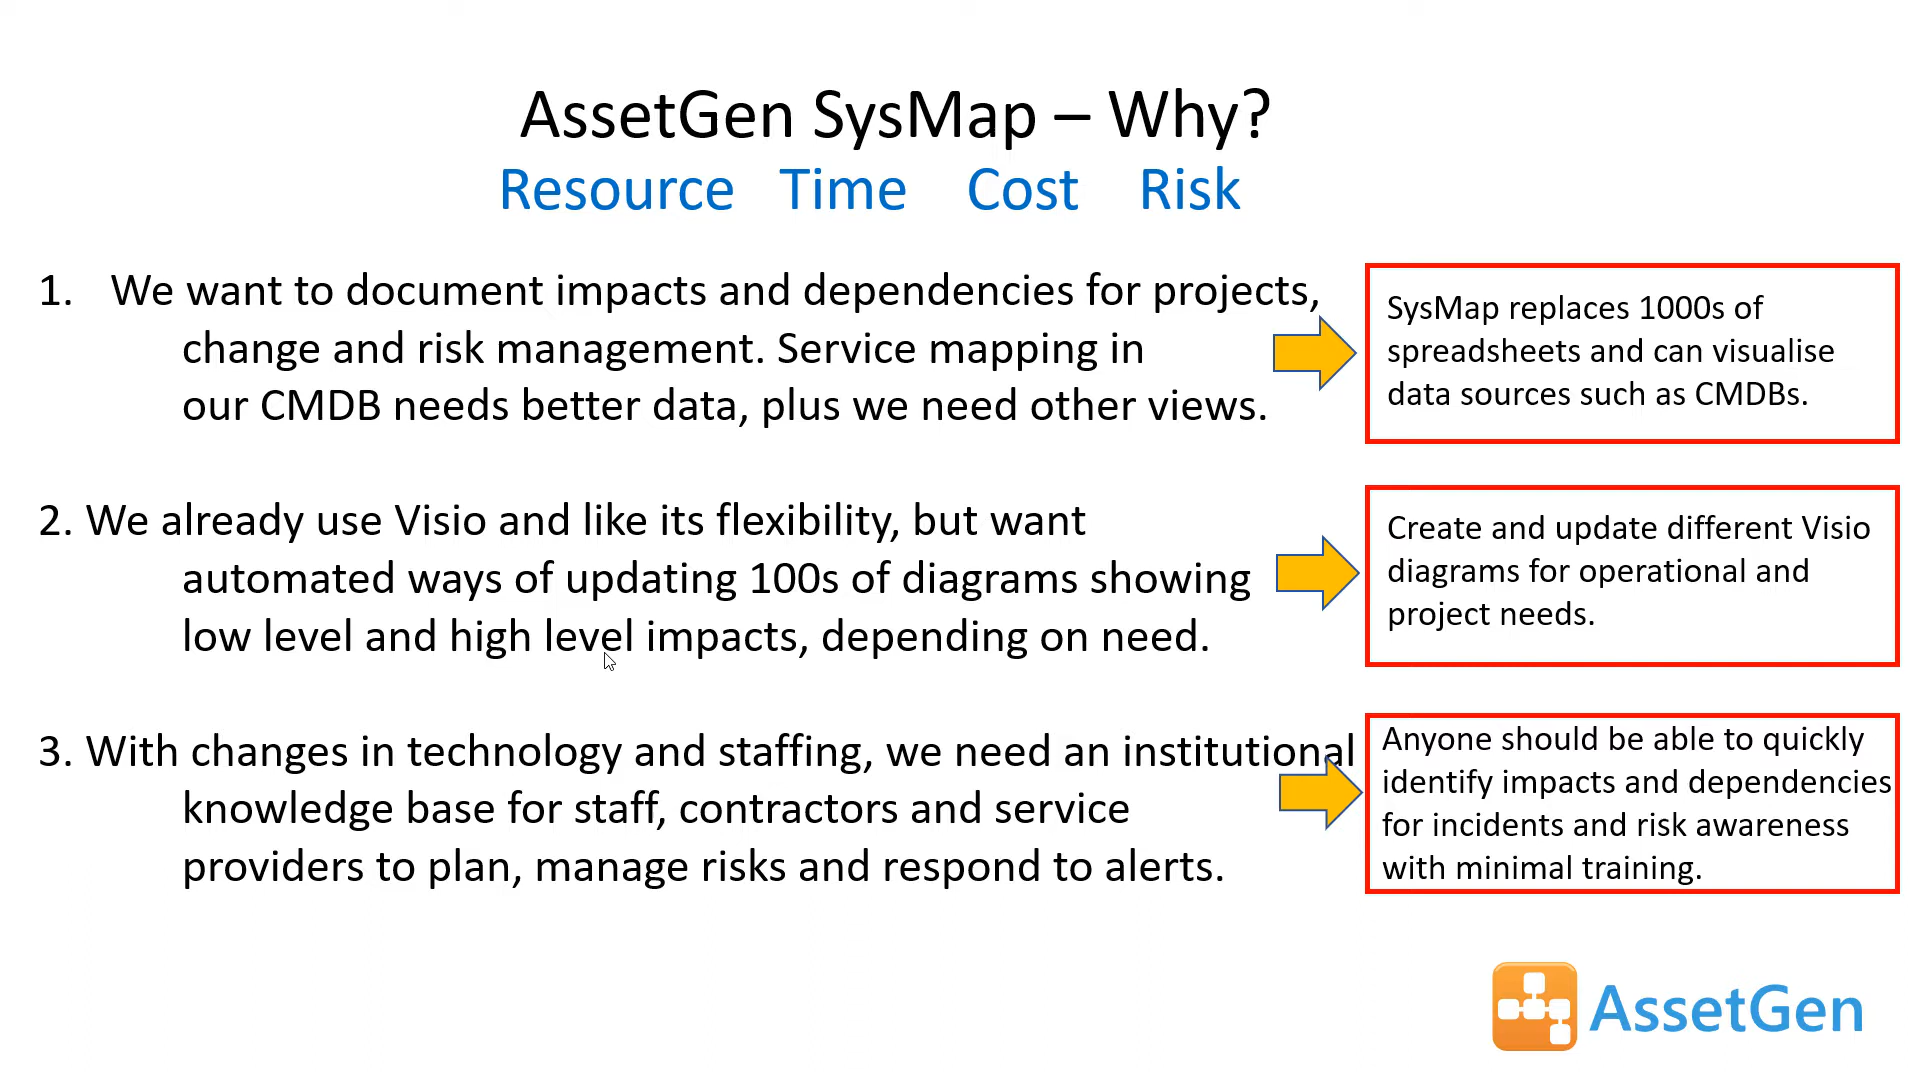 AssetGen SysMap – Why?
Resource Time Cost Risk
1. We want to document impacts and dependencies for projects,
change and risk management. Service mapping in
our CMDB needs better data, plus we need other views.
SysMap replaces 1000s of
spreadsheets and can visualise
data sources such as CMDBs.
2. We already use Visio and like its flexibility, but want
automated ways of updating 100s of diagrams showing
low level and high level impacts, depending on need.
Create and update different Visio
diagrams for operational and
project needs.
3. With changes in technology and staffing, we need an institutional
knowledge base for staff, contractors and service
providers to plan, manage risks and respond to alerts.
Anyone should be able to quickly
identify impacts and dependencies
for incidents and risk awareness
with minimal training.
AssetGen